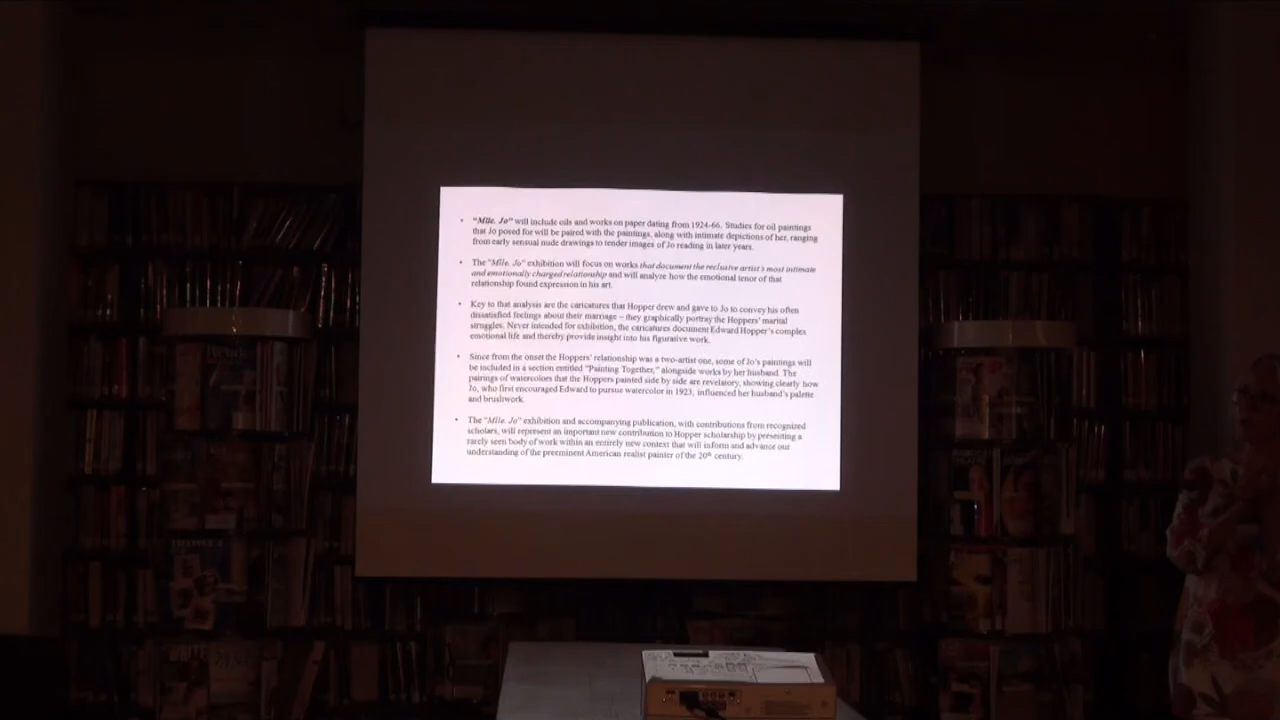 • "Mlle. Jo" will include oils and works on paper dating from 1924-66. Studies for oil paintings
that Jo posed for will be paired with the paintings, along with intimate depictions of her, ranging
from early sensual nude drawings to tender images of Jo reading in later years.
• The "Mlle. Jo" exhibition will focus on works that document the reclusive artist's most intimate
and emotionally charged relationship and will analyze how the emotional tenor of that
relationship found expression in his art.
• Key to that analysis are the caricatures that Hopper drew and gave to Jo to convey his often
dissatisfied feelings about their marriage – they graphically portray the Hoppers' marital
struggles. Never intended for exhibition, the caricatures document Edward Hopper's complex
emotional life and thereby provide insight into his figurative work.
• Since from the onset the Hoppers' relationship was a two-artist one, some of Jo's paintings will
be included in a section entitled "Painting Together," alongside works by her husband. The
pairings of watercolors that the Hoppers painted side by side are revelatory, showing clearly how
Jo, who first encouraged Edward to pursue watercolor in 1923, influenced her husband's palette
and brushwork.
• The "Mlle. Jo" exhibition and accompanying publication, with contributions from recognized
scholars, will represent an important new contribution to Hopper scholarship by presenting a
rarely seen body of work within an entirely new context that will inform and advance our
understanding of the preeminent American realist painter of the 20th century.